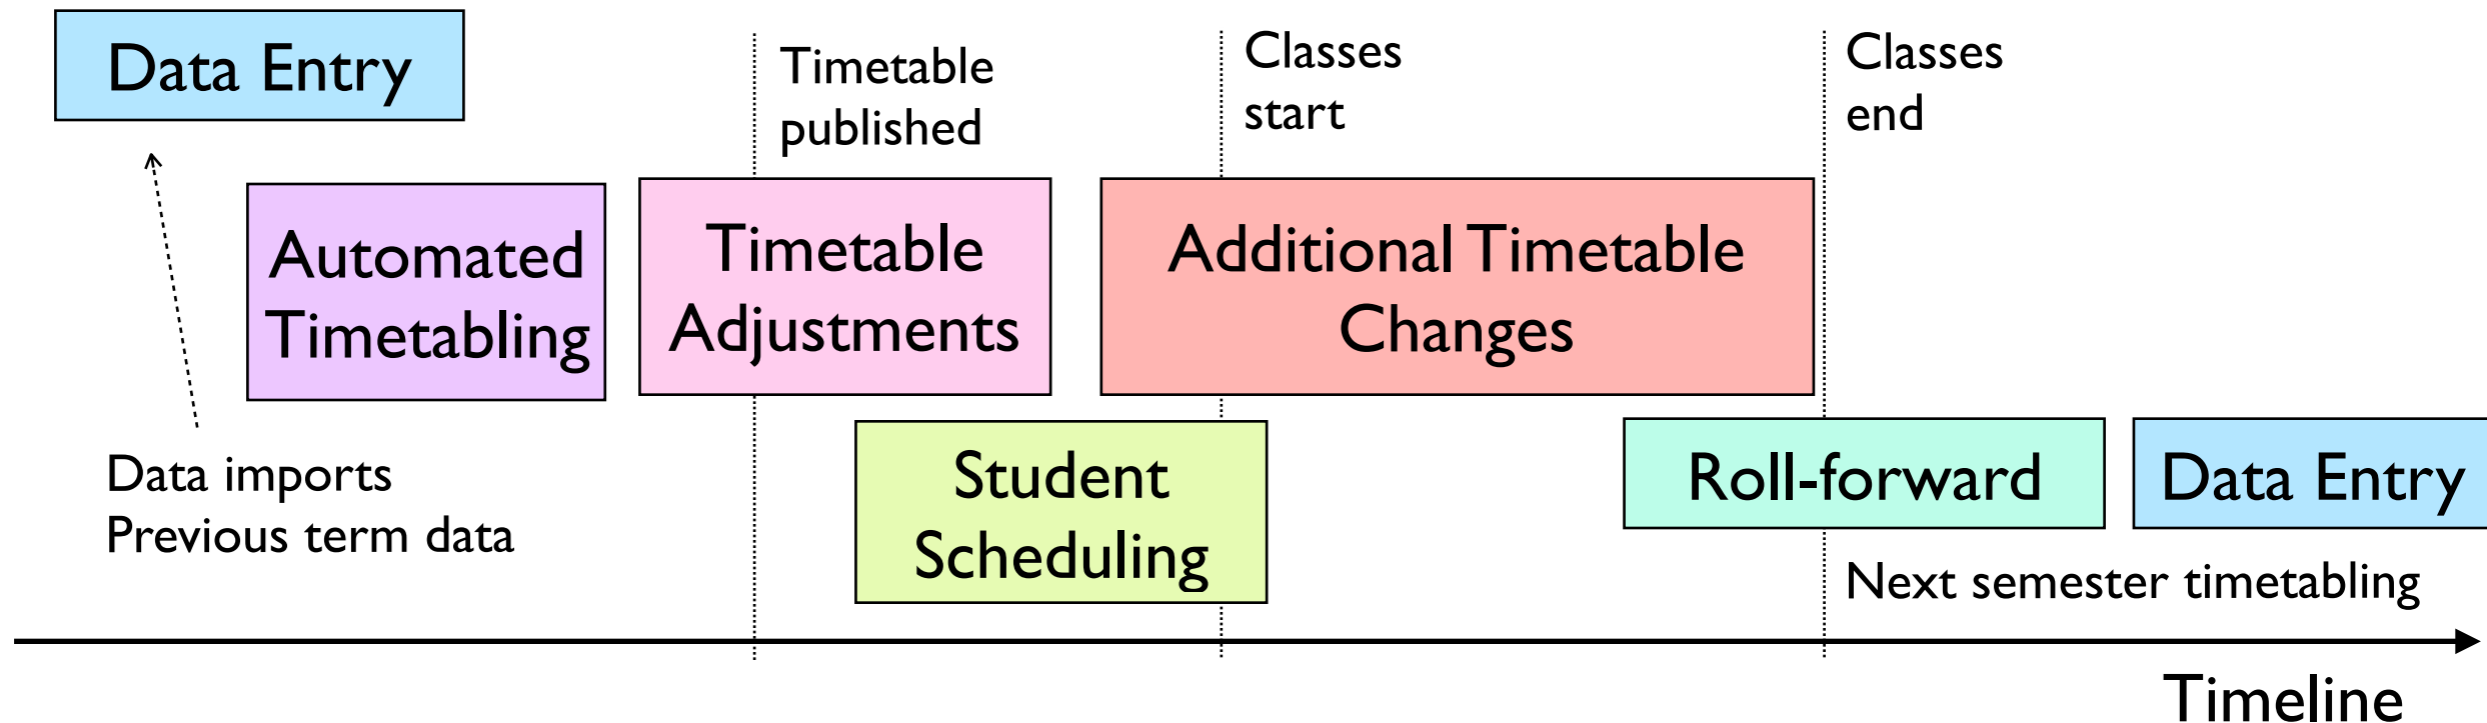 Data Entry
Timetable
published
Classes
start
Classes
end
Automated
Timetabling
Timetable
Adjustments
Additional Timetable
Changes
Data imports
Previous term data
Student
Scheduling
Roll-forward
Data Entry
Next semester timetabling
Timeline